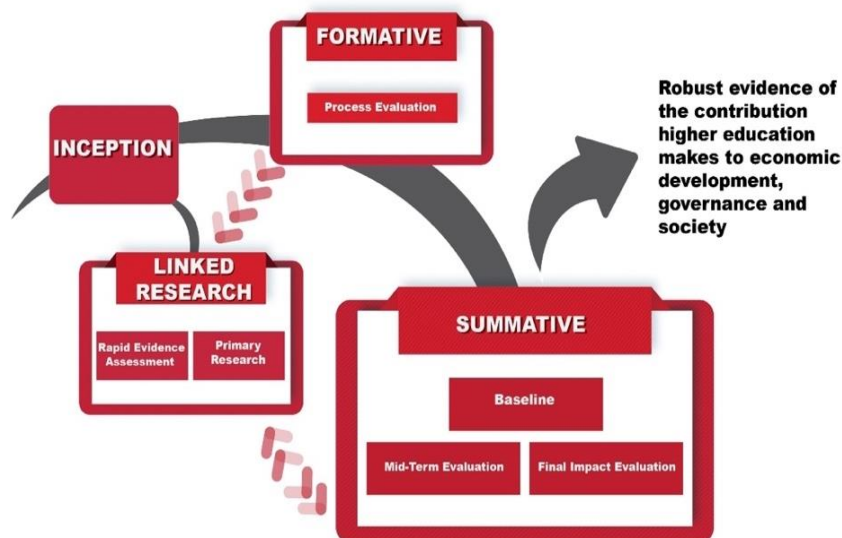 FORMATIVE
Process Evaluation
INCEPTION
Robust evidence of
the contribution
higher education
makes to economic
development,
governance and
society
LINKED
RESEARCH
Rapid Evidence
Assessment
Primary
Research
SUMMATIVE
Baseline
Mid-Term Evaluation
Final Impact Evaluation